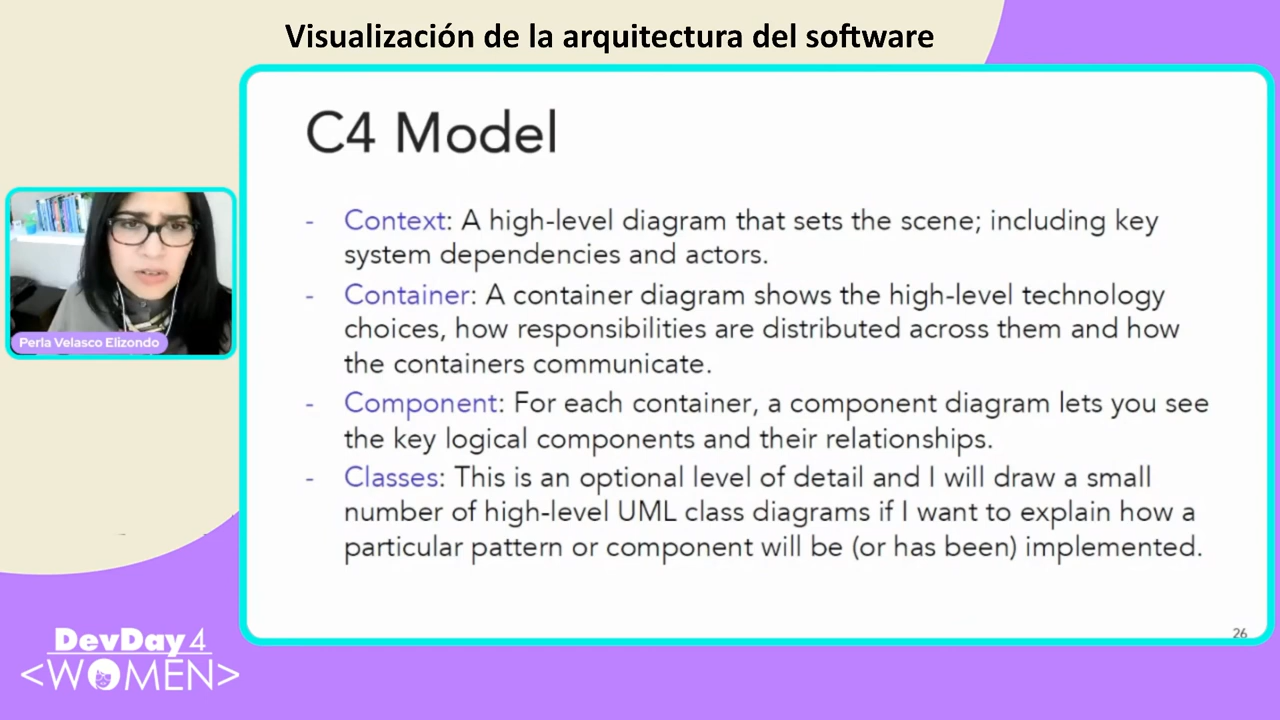 Visualización de la arquitectura del software
C4 Model
- Context: A high-level diagram that sets the scene; including key
system dependencies and actors.
- Container: A container diagram shows the high-level technology
choices, how responsibilities are distributed across them and how
the containers communicate.
- Component: For each container, a component diagram lets you see
the key logical components and their relationships.
- Classes: This is an optional level of detail and I will draw a small
number of high-level UML class diagrams if I want to explain how a
particular pattern or component will be (or has been) implemented.
26
Perla Velasco Elizondo
DevDay 4
<WOMEN>